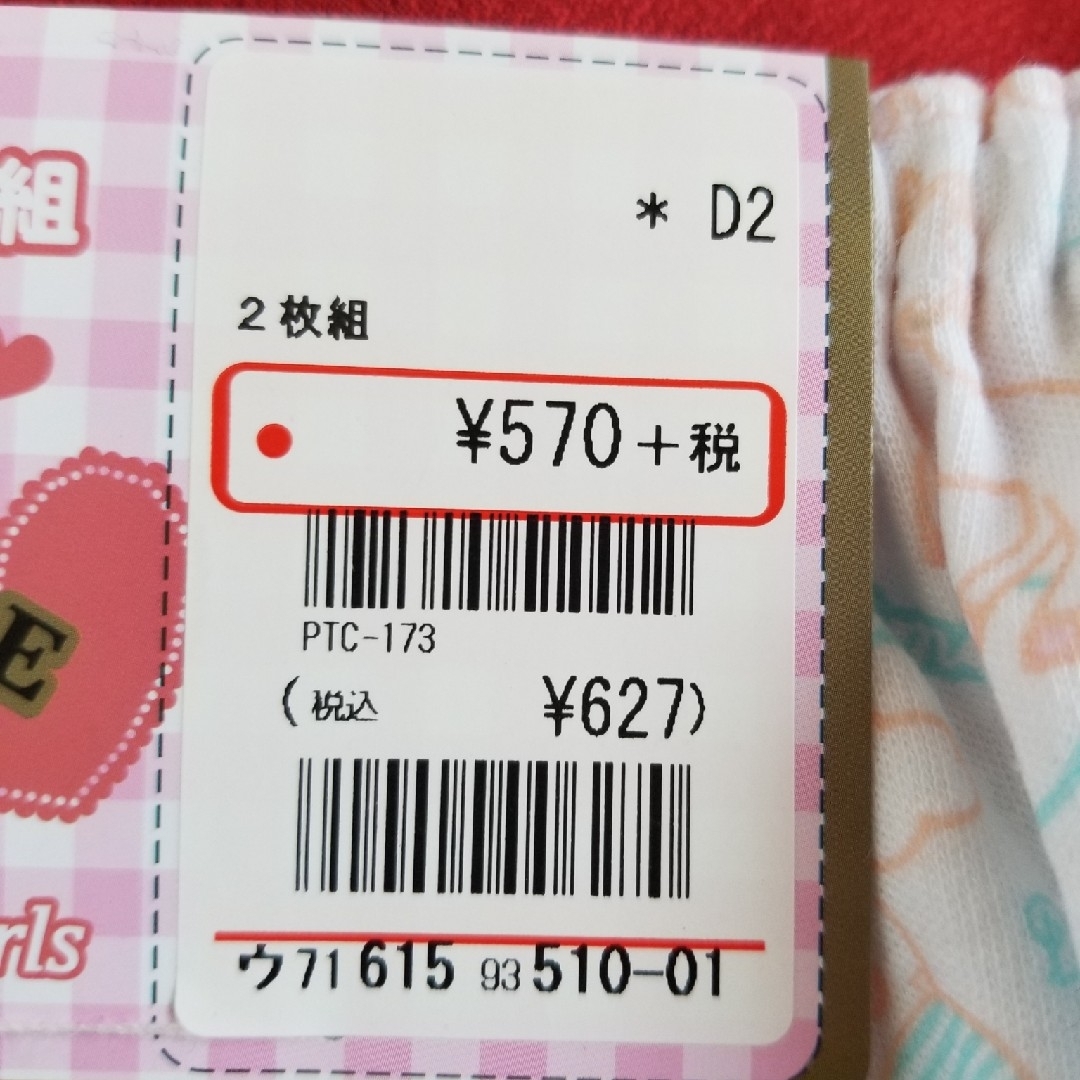 組
* D2
2枚組
¥570+税
PTC-173
(税込 ¥627)
E
rls
ウ71 615 93 510-01